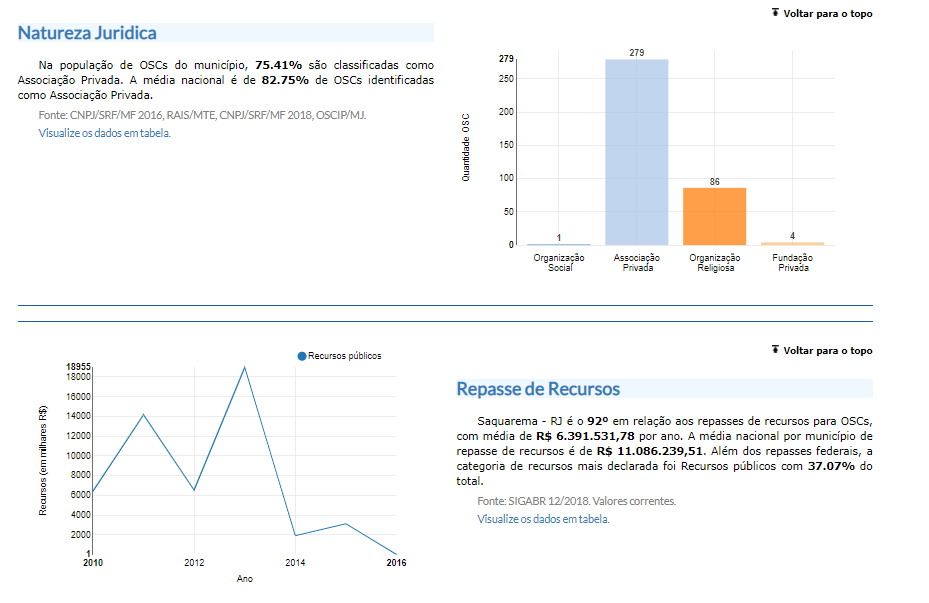 Voltar para o topo
Natureza Juridica
Na população de OSCs do município, 75.41% são classificadas como
Associação Privada. A média nacional é de 82.75% de OSCs identificadas
como Associação Privada.
Fonte: CNPJ/SRF/MF 2016, RAIS/MTE, CNPJ/SRF/MF 2018, OSCIP/MJ.
Visualize os dados em tabela.
Quantidade OSC
279
250
200
150
100
50
0
1
279
86
4
Organização
Social
Associação
Privada
Organização
Religiosa
Fundação
Privada
Recursos públicos
Recursos (em milhares R$)
18955
18000
16000
14000
12000
10000
8000
6000
4000
2000
1
2010
2012
2014
2016
Ano
Voltar para o topo
Repasse de Recursos
Saquarema - RJ é o 92º em relação aos repasses de recursos para OSCs,
com média de R$ 6.391.531,78 por ano. A média nacional por município de
repasse de recursos é de R$ 11.086.239,51. Além dos repasses federais, a
categoria de recursos mais declarada foi Recursos públicos com 37.07% do
total.
Fonte: SIGABR 12/2018. Valores correntes.
Visualize os dados em tabela.